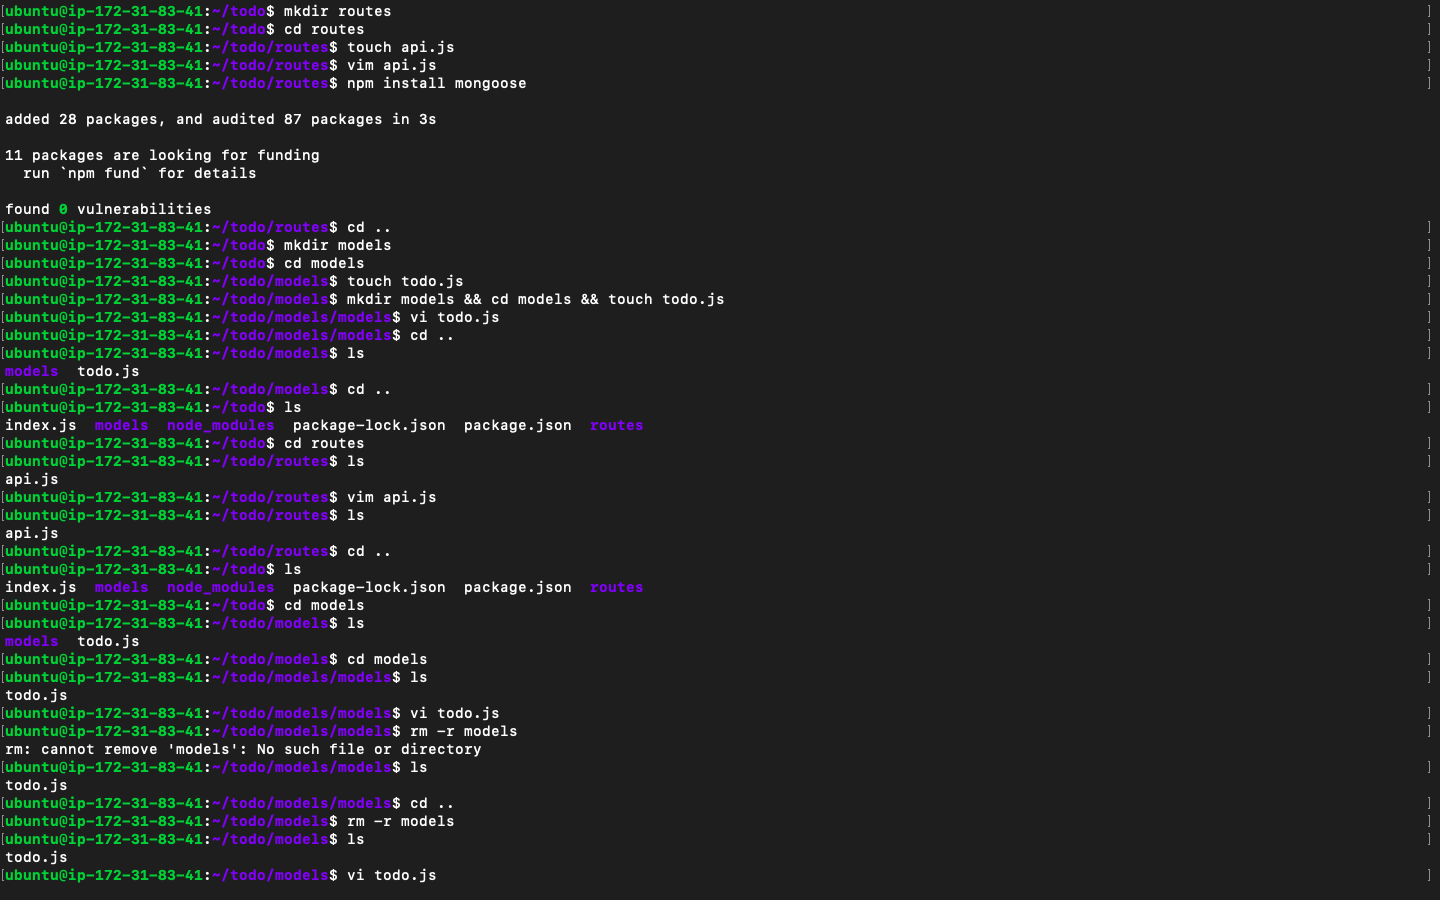 [ubuntu@ip-172-31-83-41:~/todo$ mkdir routes ]
[ubuntu@ip-172-31-83-41:~/todo$ cd routes ]
[ubuntu@ip-172-31-83-41:~/todo/routes$ touch api.js ]
[ubuntu@ip-172-31-83-41:~/todo/routes$ vim api.js ]
[ubuntu@ip-172-31-83-41:~/todo/routes$ npm install mongoose ]
added 28 packages, and audited 87 packages in 3s
11 packages are looking for funding
  run `npm fund` for details
found 0 vulnerabilities
[ubuntu@ip-172-31-83-41:~/todo/routes$ cd .. ]
[ubuntu@ip-172-31-83-41:~/todo$ mkdir models ]
[ubuntu@ip-172-31-83-41:~/todo$ cd models ]
[ubuntu@ip-172-31-83-41:~/todo/models$ touch todo.js ]
[ubuntu@ip-172-31-83-41:~/todo/models$ mkdir models && cd models && touch todo.js ]
[ubuntu@ip-172-31-83-41:~/todo/models/models$ vi todo.js ]
[ubuntu@ip-172-31-83-41:~/todo/models/models$ cd .. ]
[ubuntu@ip-172-31-83-41:~/todo/models$ ls ]
models  todo.js
[ubuntu@ip-172-31-83-41:~/todo/models$ cd .. ]
[ubuntu@ip-172-31-83-41:~/todo$ ls ]
index.js  models  node_modules  package-lock.json  package.json  routes
[ubuntu@ip-172-31-83-41:~/todo$ cd routes ]
[ubuntu@ip-172-31-83-41:~/todo/routes$ ls ]
api.js
[ubuntu@ip-172-31-83-41:~/todo/routes$ vim api.js ]
[ubuntu@ip-172-31-83-41:~/todo/routes$ ls ]
api.js
[ubuntu@ip-172-31-83-41:~/todo/routes$ cd .. ]
[ubuntu@ip-172-31-83-41:~/todo$ ls ]
index.js  models  node_modules  package-lock.json  package.json  routes
[ubuntu@ip-172-31-83-41:~/todo$ cd models ]
[ubuntu@ip-172-31-83-41:~/todo/models$ ls ]
models  todo.js
[ubuntu@ip-172-31-83-41:~/todo/models$ cd models ]
[ubuntu@ip-172-31-83-41:~/todo/models/models$ ls ]
todo.js
[ubuntu@ip-172-31-83-41:~/todo/models/models$ vi todo.js ]
[ubuntu@ip-172-31-83-41:~/todo/models/models$ rm -r models ]
rm: cannot remove 'models': No such file or directory
[ubuntu@ip-172-31-83-41:~/todo/models/models$ ls ]
todo.js
[ubuntu@ip-172-31-83-41:~/todo/models/models$ cd .. ]
[ubuntu@ip-172-31-83-41:~/todo/models$ rm -r models ]
[ubuntu@ip-172-31-83-41:~/todo/models$ ls ]
todo.js
[ubuntu@ip-172-31-83-41:~/todo/models$ vi todo.js ]